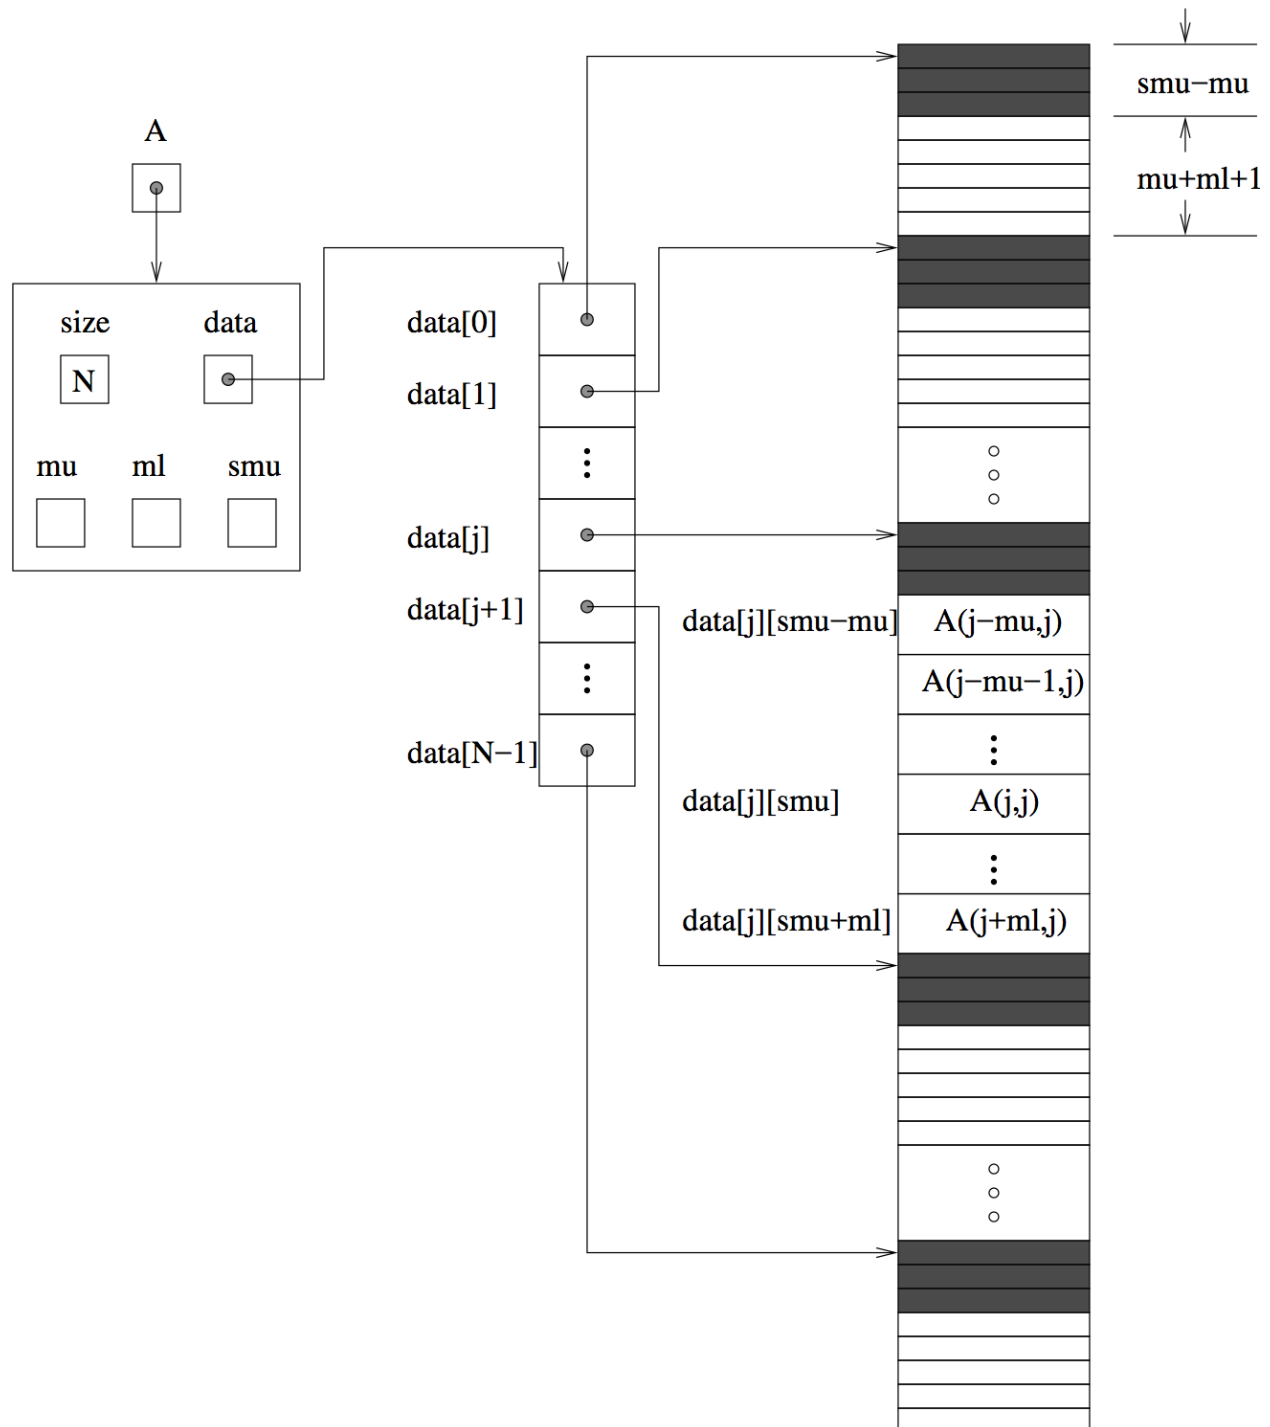 A
size data
N
mu ml smu
data[0]
data[1]
data[j]
data[j+1]
data[N−1]
data[j][smu−mu]
data[j][smu]
data[j][smu+ml]
A(j−mu,j)
A(j−mu−1,j)
A(j,j)
A(j+ml,j)
smu−mu
mu+ml+1